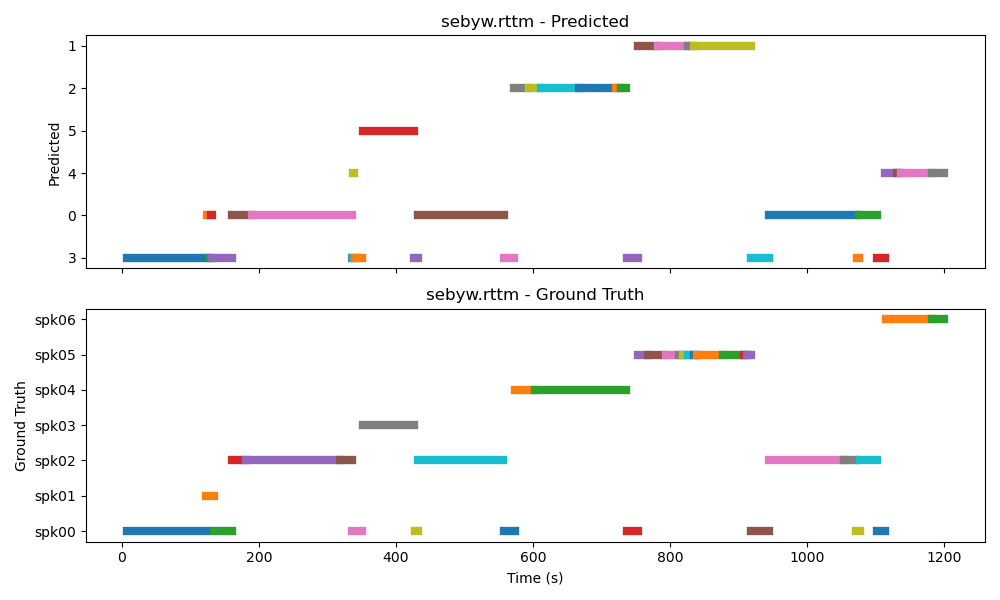 sebyw.rttm - Predicted
1
2
5
4
0
3
Predicted
sebyw.rttm - Ground Truth
spk06
spk05
spk04
spk03
spk02
spk01
spk00
Ground Truth
0 200 400 600 800 1000 1200
Time (s)